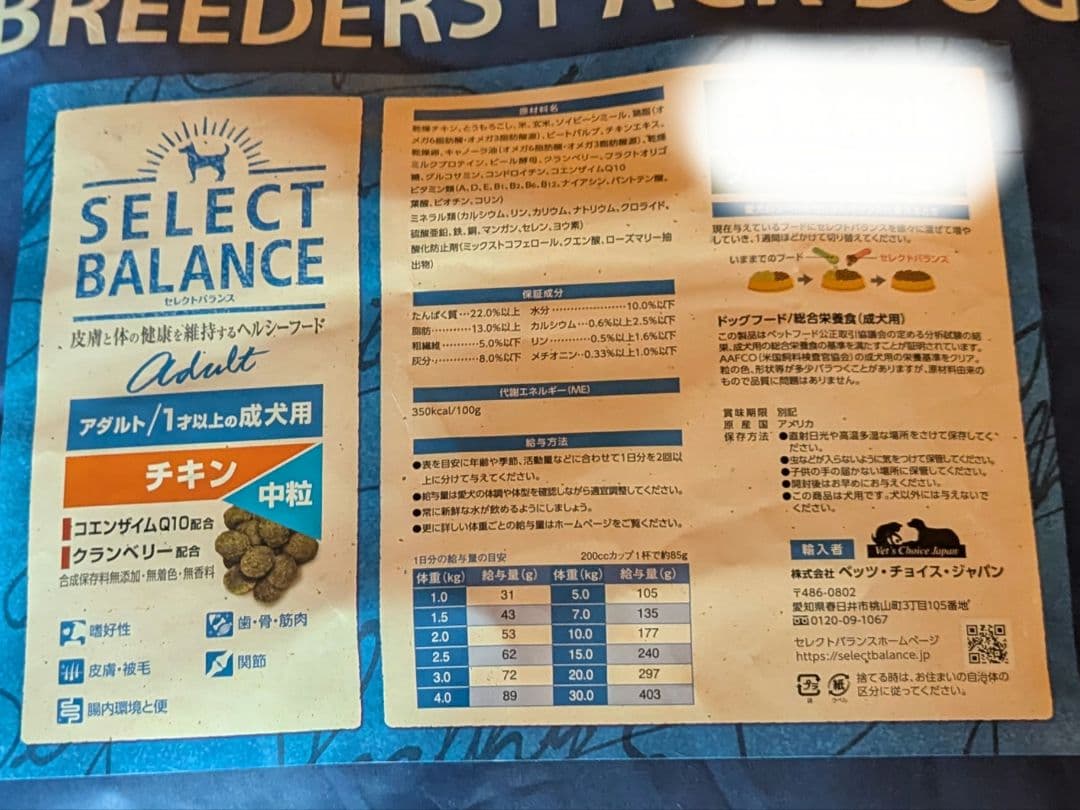 BREEDERS PACK DOG
SELECT
BALANCE
セレクトバランス
皮膚と体の健康を維持するヘルシーフード
adult
アダルト/1才以上の成犬用
チキン
中粒
コエンザイムQ10配合
クランベリー配合
合成保存料無添加・無着色・無香料
嗜好性
歯・骨・筋肉
皮膚・被毛
関節
腸内環境と便
原材料名
乾燥チキン、とうもろこし、米、玄米、ソイビーンミール、鶏脂(オ
メガ6脂肪酸・オメガ3脂肪酸源)、ビートパルプ、チキンエキス、
乾燥卵、キャノーラ油(オメガ6脂肪酸・オメガ3脂肪酸源)、乾燥
ミルクプロテイン、ビール酵母、クランベリー、フラクトオリゴ
糖、グルコサミン、コンドロイチン、コエンザイムQ10
ビタミン類(A、D、E、B1、B2、B6、B12、ナイアシン、パントテン酸、
葉酸、ビオチン、コリン)
ミネラル類(カルシウム、リン、カリウム、ナトリウム、クロライド、
硫酸亜鉛、鉄、銅、マンガン、セレン、ヨウ素)
酸化防止剤(ミックストコフェロール、クエン酸、ローズマリー抽
出物)
保証成分
たんぱく質…22.0%以上 水分…………………10.0%以下
脂肪…………13.0%以上 カルシウム…0.6%以上2.5%以下
粗繊維…………5.0%以下 リン…………0.5%以上1.6%以下
灰分……………8.0%以下 メチオニン…0.33%以上1.0%以下
代謝エネルギー(ME)
350kcal/100g
給与方法
●表を目安に年齢や季節、活動量などに合わせて1日分を2回以
上に分けて与えてください。
●給与量は愛犬の体調や体型を確認しながら適宜調整してください。
●常に新鮮な水が飲めるようにしましょう。
●更に詳しい体重ごとの給与量はホームページをご覧ください。
1日分の給与量の目安 200ccカップ1杯で約85g
体重(kg) 給与量(g) 体重(kg) 給与量(g)
1.0 31 5.0 105
1.5 43 7.0 135
2.0 53 10.0 177
2.5 62 15.0 240
3.0 72 20.0 297
4.0 89 30.0 403
現在与えているフードにセレクトバランスを徐々に混ぜて増や
していき、1週間ほどかけて切り替えてください。
いままでのフード セレクトバランス
ドッグフード/総合栄養食(成犬用)
この製品はペットフード公正取引協議会の定める分析試験の結
果、成犬用の総合栄養食の基準を満たすことが証明されています。
AAFCO(米国飼料検査官協会)の成犬用の栄養基準をクリア。
粒の色、形状等が多少バラつくことがありますが、原材料由来の
もので品質に問題はありません。
賞味期限 別記
原産国 アメリカ
保存方法 ●直射日光や高温多湿な場所をさけて保存してく
ださい。
●虫などが入らないように気をつけて保管してください。
●子供の手の届かない場所に保管してください。
●開封後はお早めにお与えください。
●この商品は犬用です。犬以外には与えないで
ください。
輸入者
Vet's Choice Japan
株式会社 ペッツ・チョイス・ジャパン
〒486-0802
愛知県春日井市桃山町3丁目105番地
0120-09-1067
セレクトバランスホームページ
https://selectbalance.jp
プラ
紙
ラベル
捨てる時は、お住まいの自治体の
区分に従ってください。